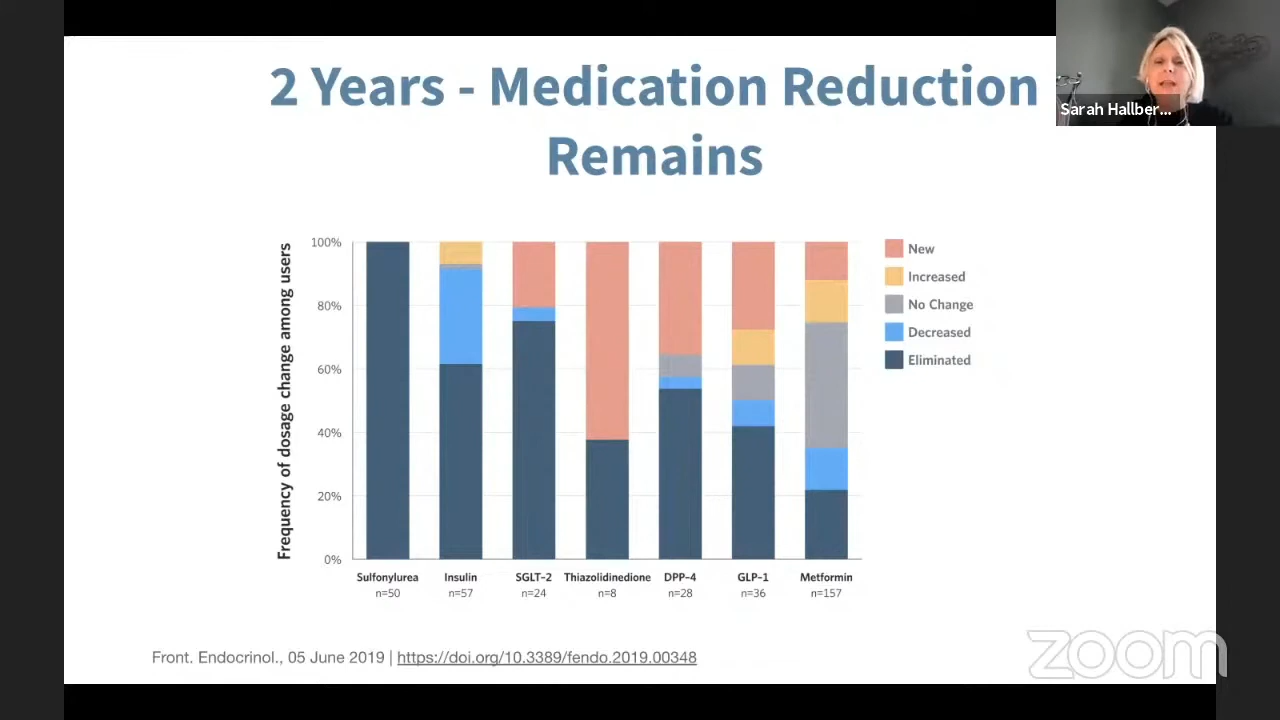 2 Years - Medication Reduction
Remains
Sarah Hallber...
Frequency of dosage change among users
100%
80%
60%
40%
20%
0%
New
Increased
No Change
Decreased
Eliminated
Sulfonylurea Insulin SGLT-2 Thiazolidinedione DPP-4 GLP-1 Metformin
n=50 n=57 n=24 n=8 n=28 n=36 n=157
Front. Endocrinol., 05 June 2019 | https://doi.org/10.3389/fendo.2019.00348
zoom